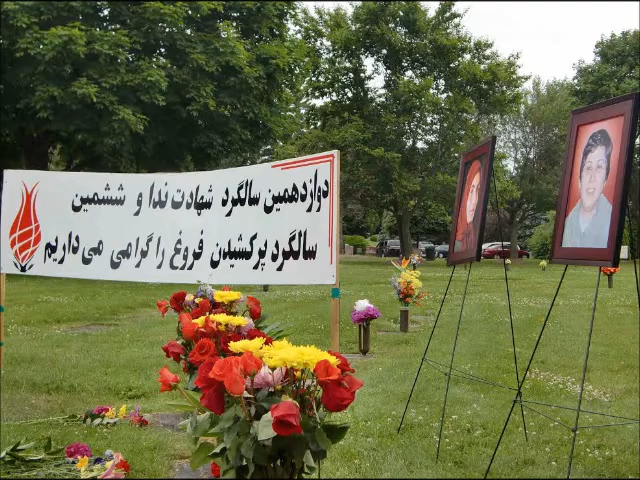 دوازدهمین سالگرد شهادت ندا و ششمین
سالگرد پرکشیدن فروغ را گرامی می داریم